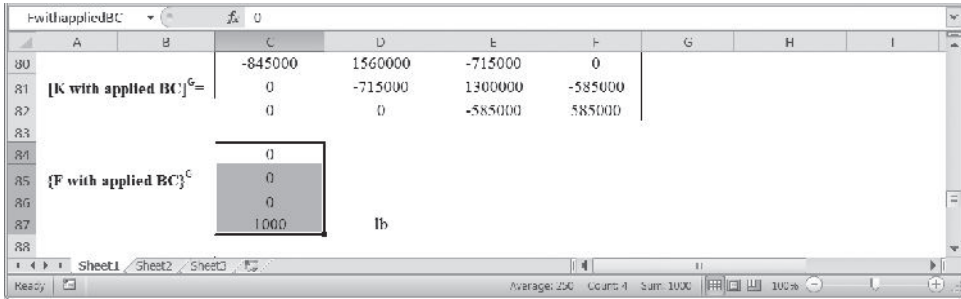 FwithappliedBC fx 0
A B C D E F G H I
80 -845000 1560000 -715000 0
81 [K with applied BC]G= 0 -715000 1300000 -585000
82 0 0 -585000 585000
83
84 0
85 {F with applied BC}G 0
86 0
87 1000 lb
88
Sheet1 Sheet2 Sheet3
Ready Average: 250 Count: 4 Sum: 1000 100%